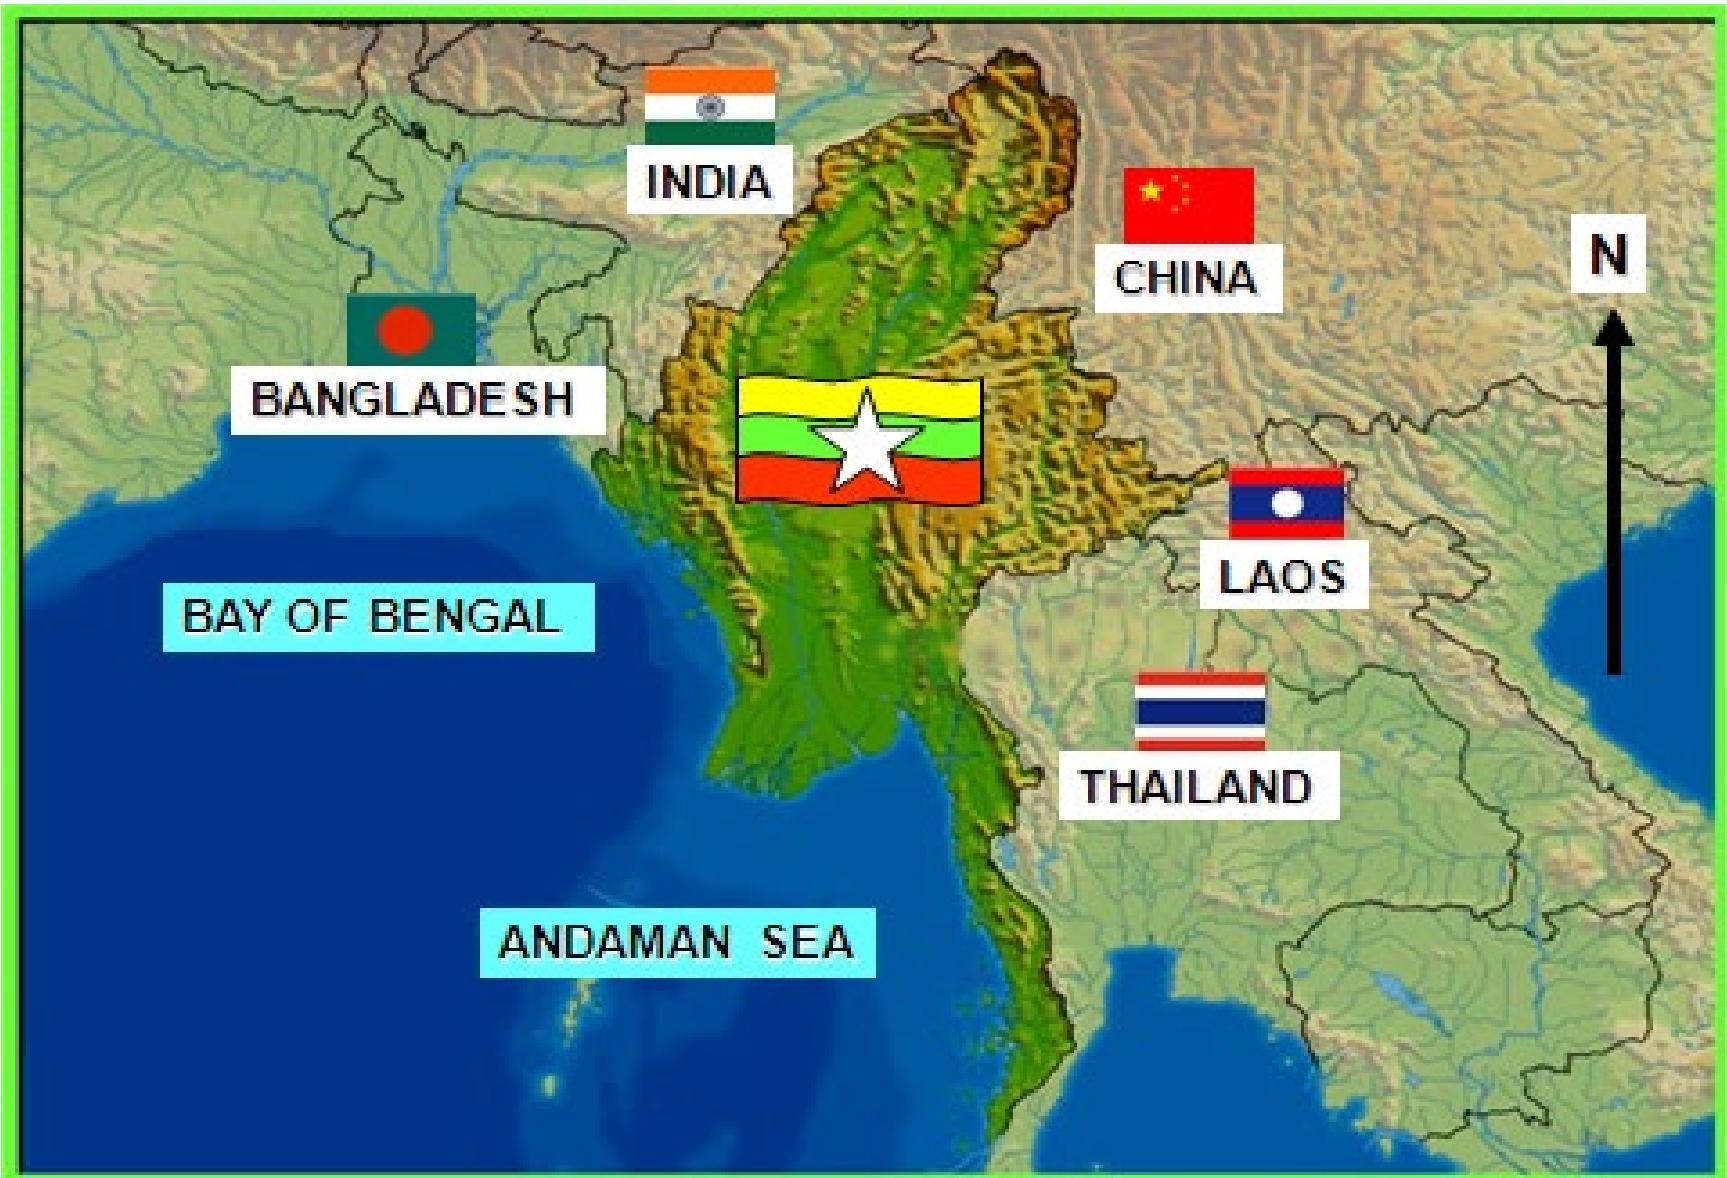 INDIA
CHINA
N
BANGLADESH
LAOS
BAY OF BENGAL
THAILAND
ANDAMAN SEA